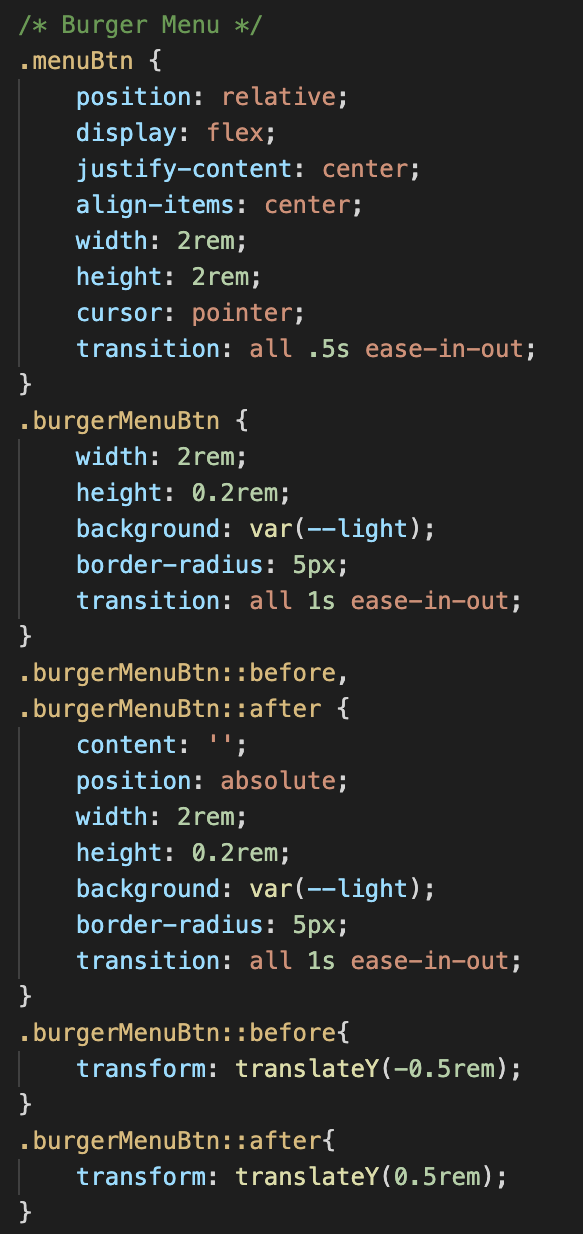 /* Burger Menu */
.menuBtn {
    position: relative;
    display: flex;
    justify-content: center;
    align-items: center;
    width: 2rem;
    height: 2rem;
    cursor: pointer;
    transition: all .5s ease-in-out;
}
.burgerMenuBtn {
    width: 2rem;
    height: 0.2rem;
    background: var(--light);
    border-radius: 5px;
    transition: all 1s ease-in-out;
}
.burgerMenuBtn::before,
.burgerMenuBtn::after {
    content: '';
    position: absolute;
    width: 2rem;
    height: 0.2rem;
    background: var(--light);
    border-radius: 5px;
    transition: all 1s ease-in-out;
}
.burgerMenuBtn::before{
    transform: translateY(-0.5rem);
}
.burgerMenuBtn::after{
    transform: translateY(0.5rem);
}